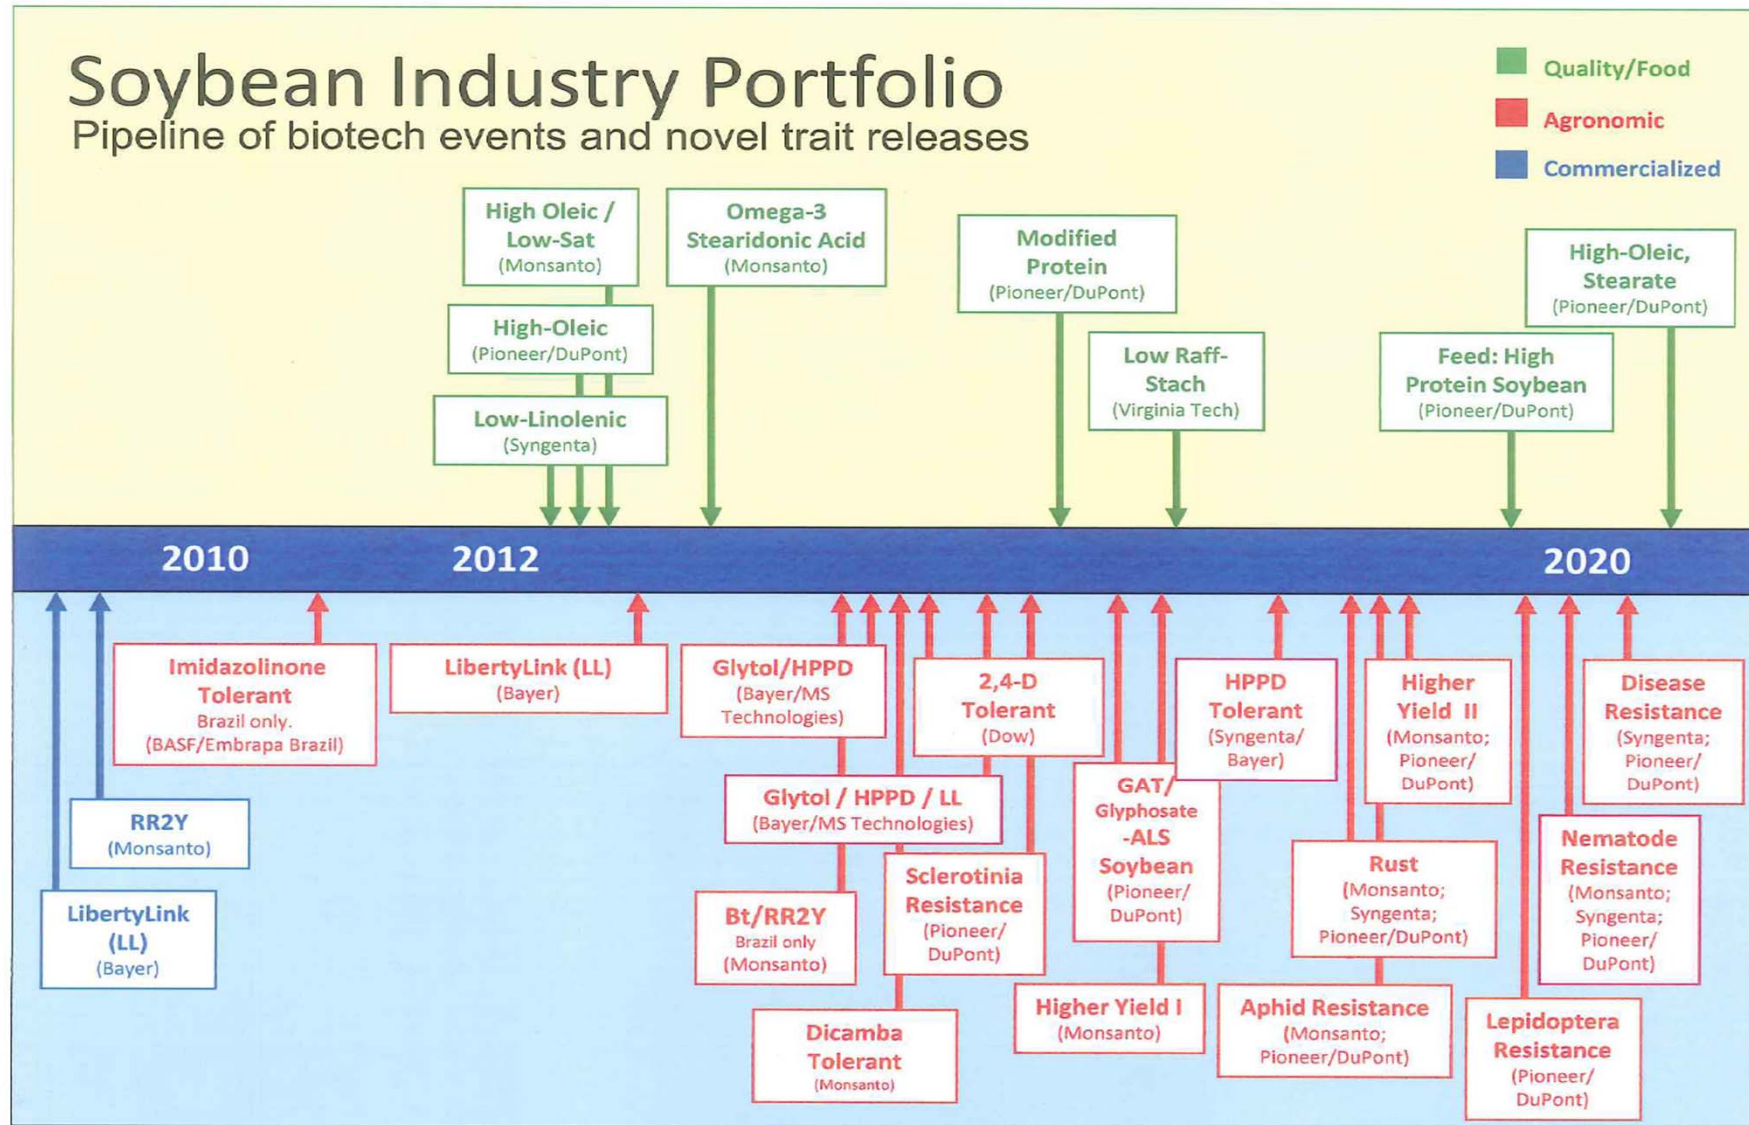 Soybean Industry Portfolio
Pipeline of biotech events and novel trait releases
Quality/Food
Agronomic
Commercialized
High Oleic /
Low-Sat
(Monsanto)
High-Oleic
(Pioneer/DuPont)
Low-Linolenic
(Syngenta)
Omega-3
Stearidonic Acid
(Monsanto)
Modified
Protein
(Pioneer/DuPont)
Low Raff-
Stach
(Virginia Tech)
Feed: High
Protein Soybean
(Pioneer/DuPont)
High-Oleic,
Stearate
(Pioneer/DuPont)
2010
2012
2020
Imidazolinone
Tolerant
Brazil only.
(BASF/Embrapa Brazil)
RR2Y
(Monsanto)
LibertyLink
(LL)
(Bayer)
LibertyLink (LL)
(Bayer)
Glytol/HPPD
(Bayer/MS
Technologies)
Glytol / HPPD / LL
(Bayer/MS Technologies)
Bt/RR2Y
Brazil only
(Monsanto)
Dicamba
Tolerant
(Monsanto)
2,4-D
Tolerant
(Dow)
Sclerotinia
Resistance
(Pioneer/
DuPont)
GAT/
Glyphosate
-ALS
Soybean
(Pioneer/
DuPont)
Higher Yield I
(Monsanto)
HPPD
Tolerant
(Syngenta/
Bayer)
Higher
Yield II
(Monsanto;
Pioneer/
DuPont)
Rust
(Monsanto;
Syngenta;
Pioneer/DuPont)
Aphid Resistance
(Monsanto;
Pioneer/DuPont)
Disease
Resistance
(Syngenta;
Pioneer/
DuPont)
Nematode
Resistance
(Monsanto;
Syngenta;
Pioneer/
DuPont)
Lepidoptera
Resistance
(Pioneer/
DuPont)